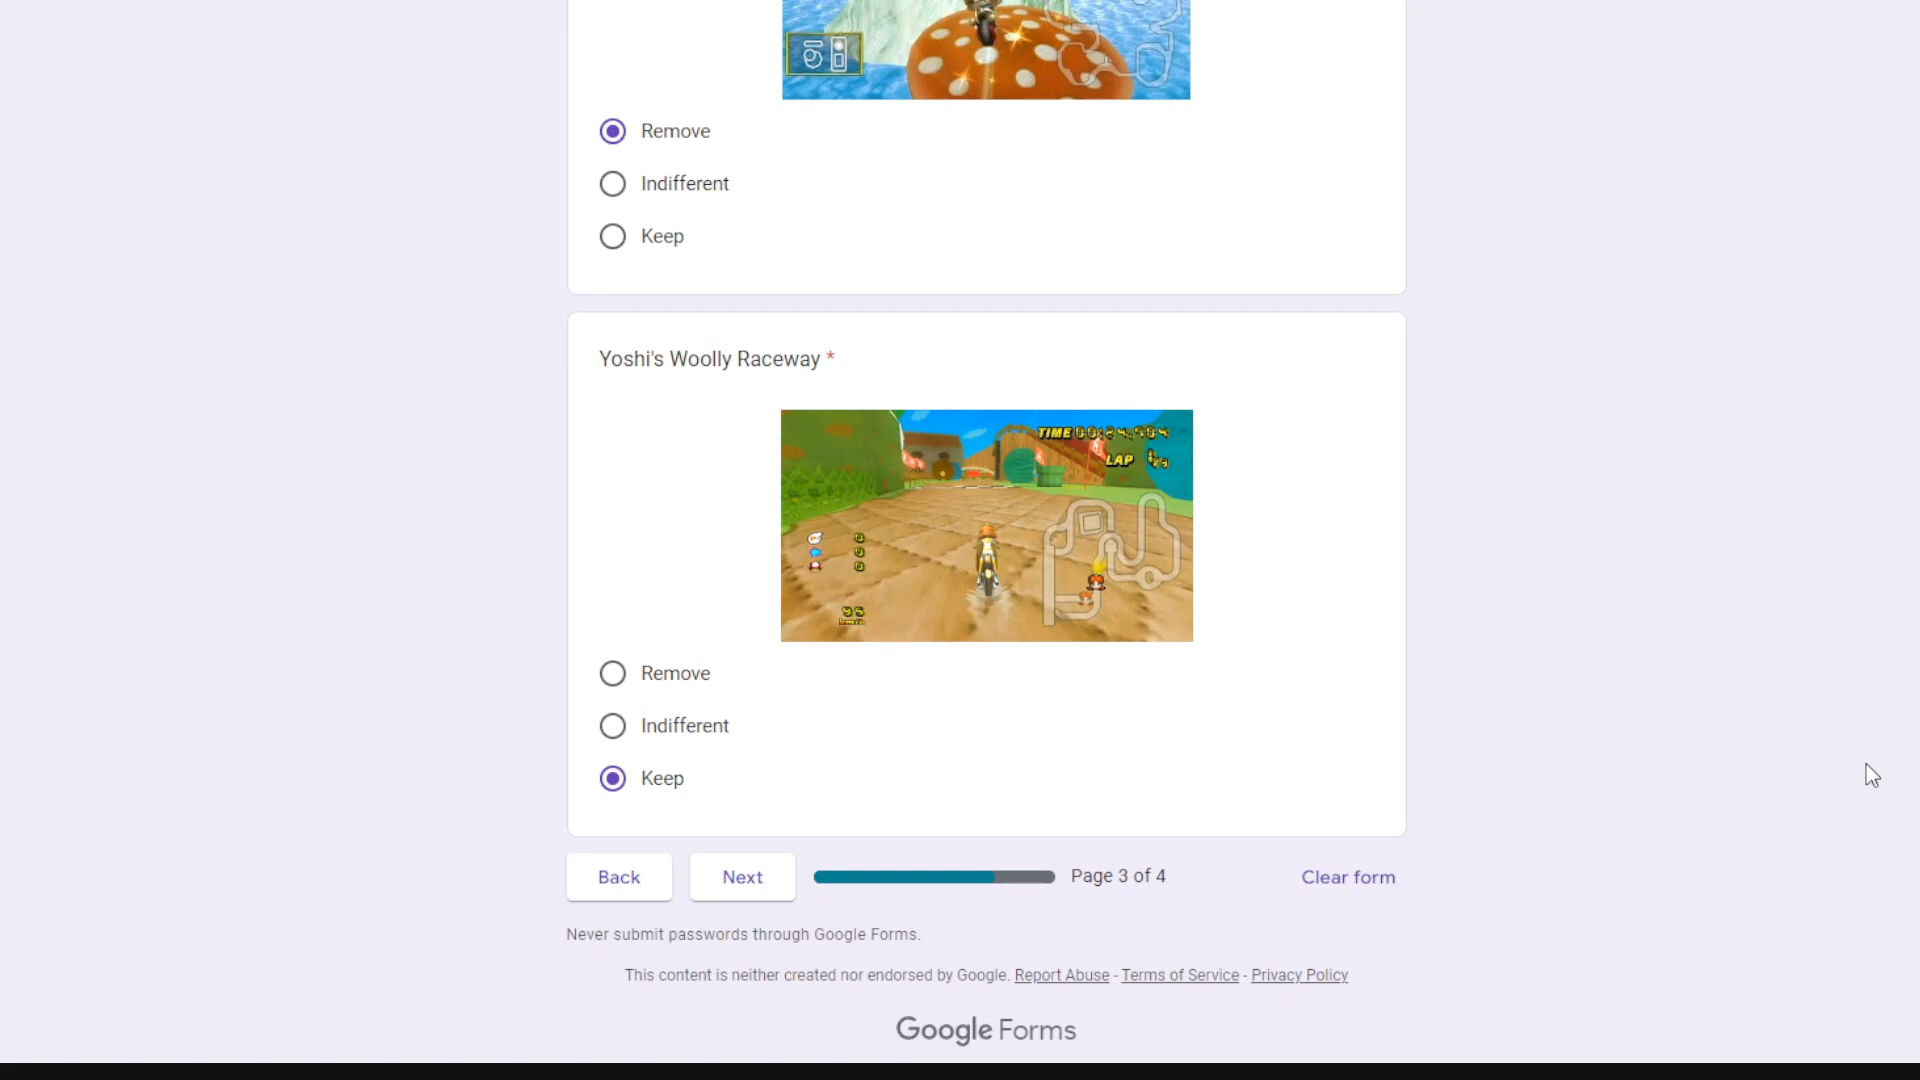 Remove
Indifferent
Keep
Yoshi's Woolly Raceway *
TIME
LAP
Remove
Indifferent
Keep
Back
Next
Page 3 of 4
Clear form
Never submit passwords through Google Forms.
This content is neither created nor endorsed by Google. Report Abuse - Terms of Service - Privacy Policy
Google Forms